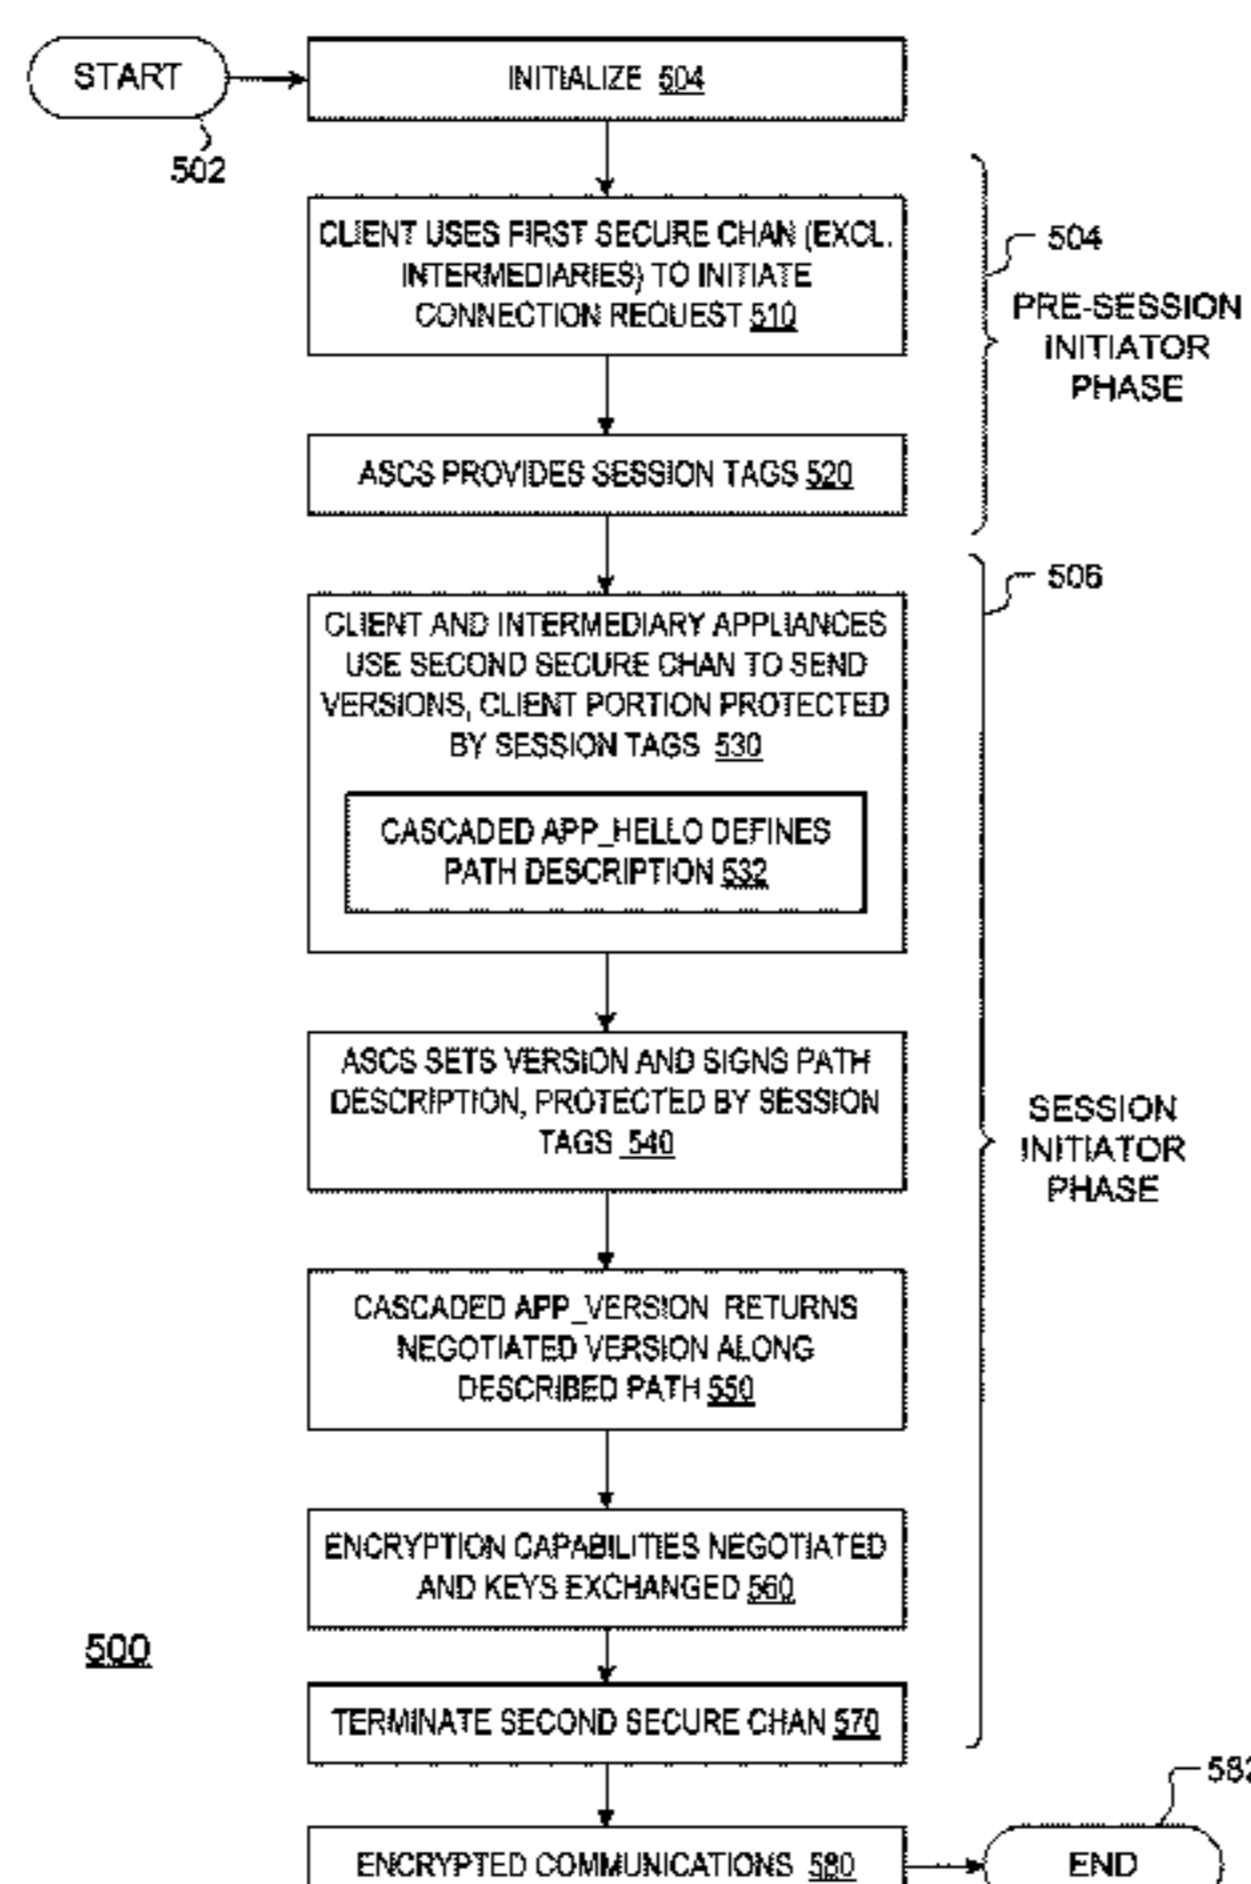 START
INITIALIZE 504
502
CLIENT USES FIRST SECURE CHAN (EXCL.
INTERMEDIARIES) TO INITIATE
CONNECTION REQUEST 510
504
PRE-SESSION
INITIATOR
PHASE
ASCS PROVIDES SESSION TAGS 520
506
CLIENT AND INTERMEDIARY APPLIANCES
USE SECOND SECURE CHAN TO SEND
VERSIONS, CLIENT PORTION PROTECTED
BY SESSION TAGS 530
CASCADED APP_HELLO DEFINES
PATH DESCRIPTION 532
ASCS SETS VERSION AND SIGNS PATH
DESCRIPTION, PROTECTED BY SESSION
TAGS 540
SESSION
INITIATOR
PHASE
CASCADED APP_VERSION RETURNS
NEGOTIATED VERSION ALONG
DESCRIBED PATH 550
ENCRYPTION CAPABILITIES NEGOTIATED
AND KEYS EXCHANGED 560
500
TERMINATE SECOND SECURE CHAN 570
582
ENCRYPTED COMMUNICATIONS 580
END